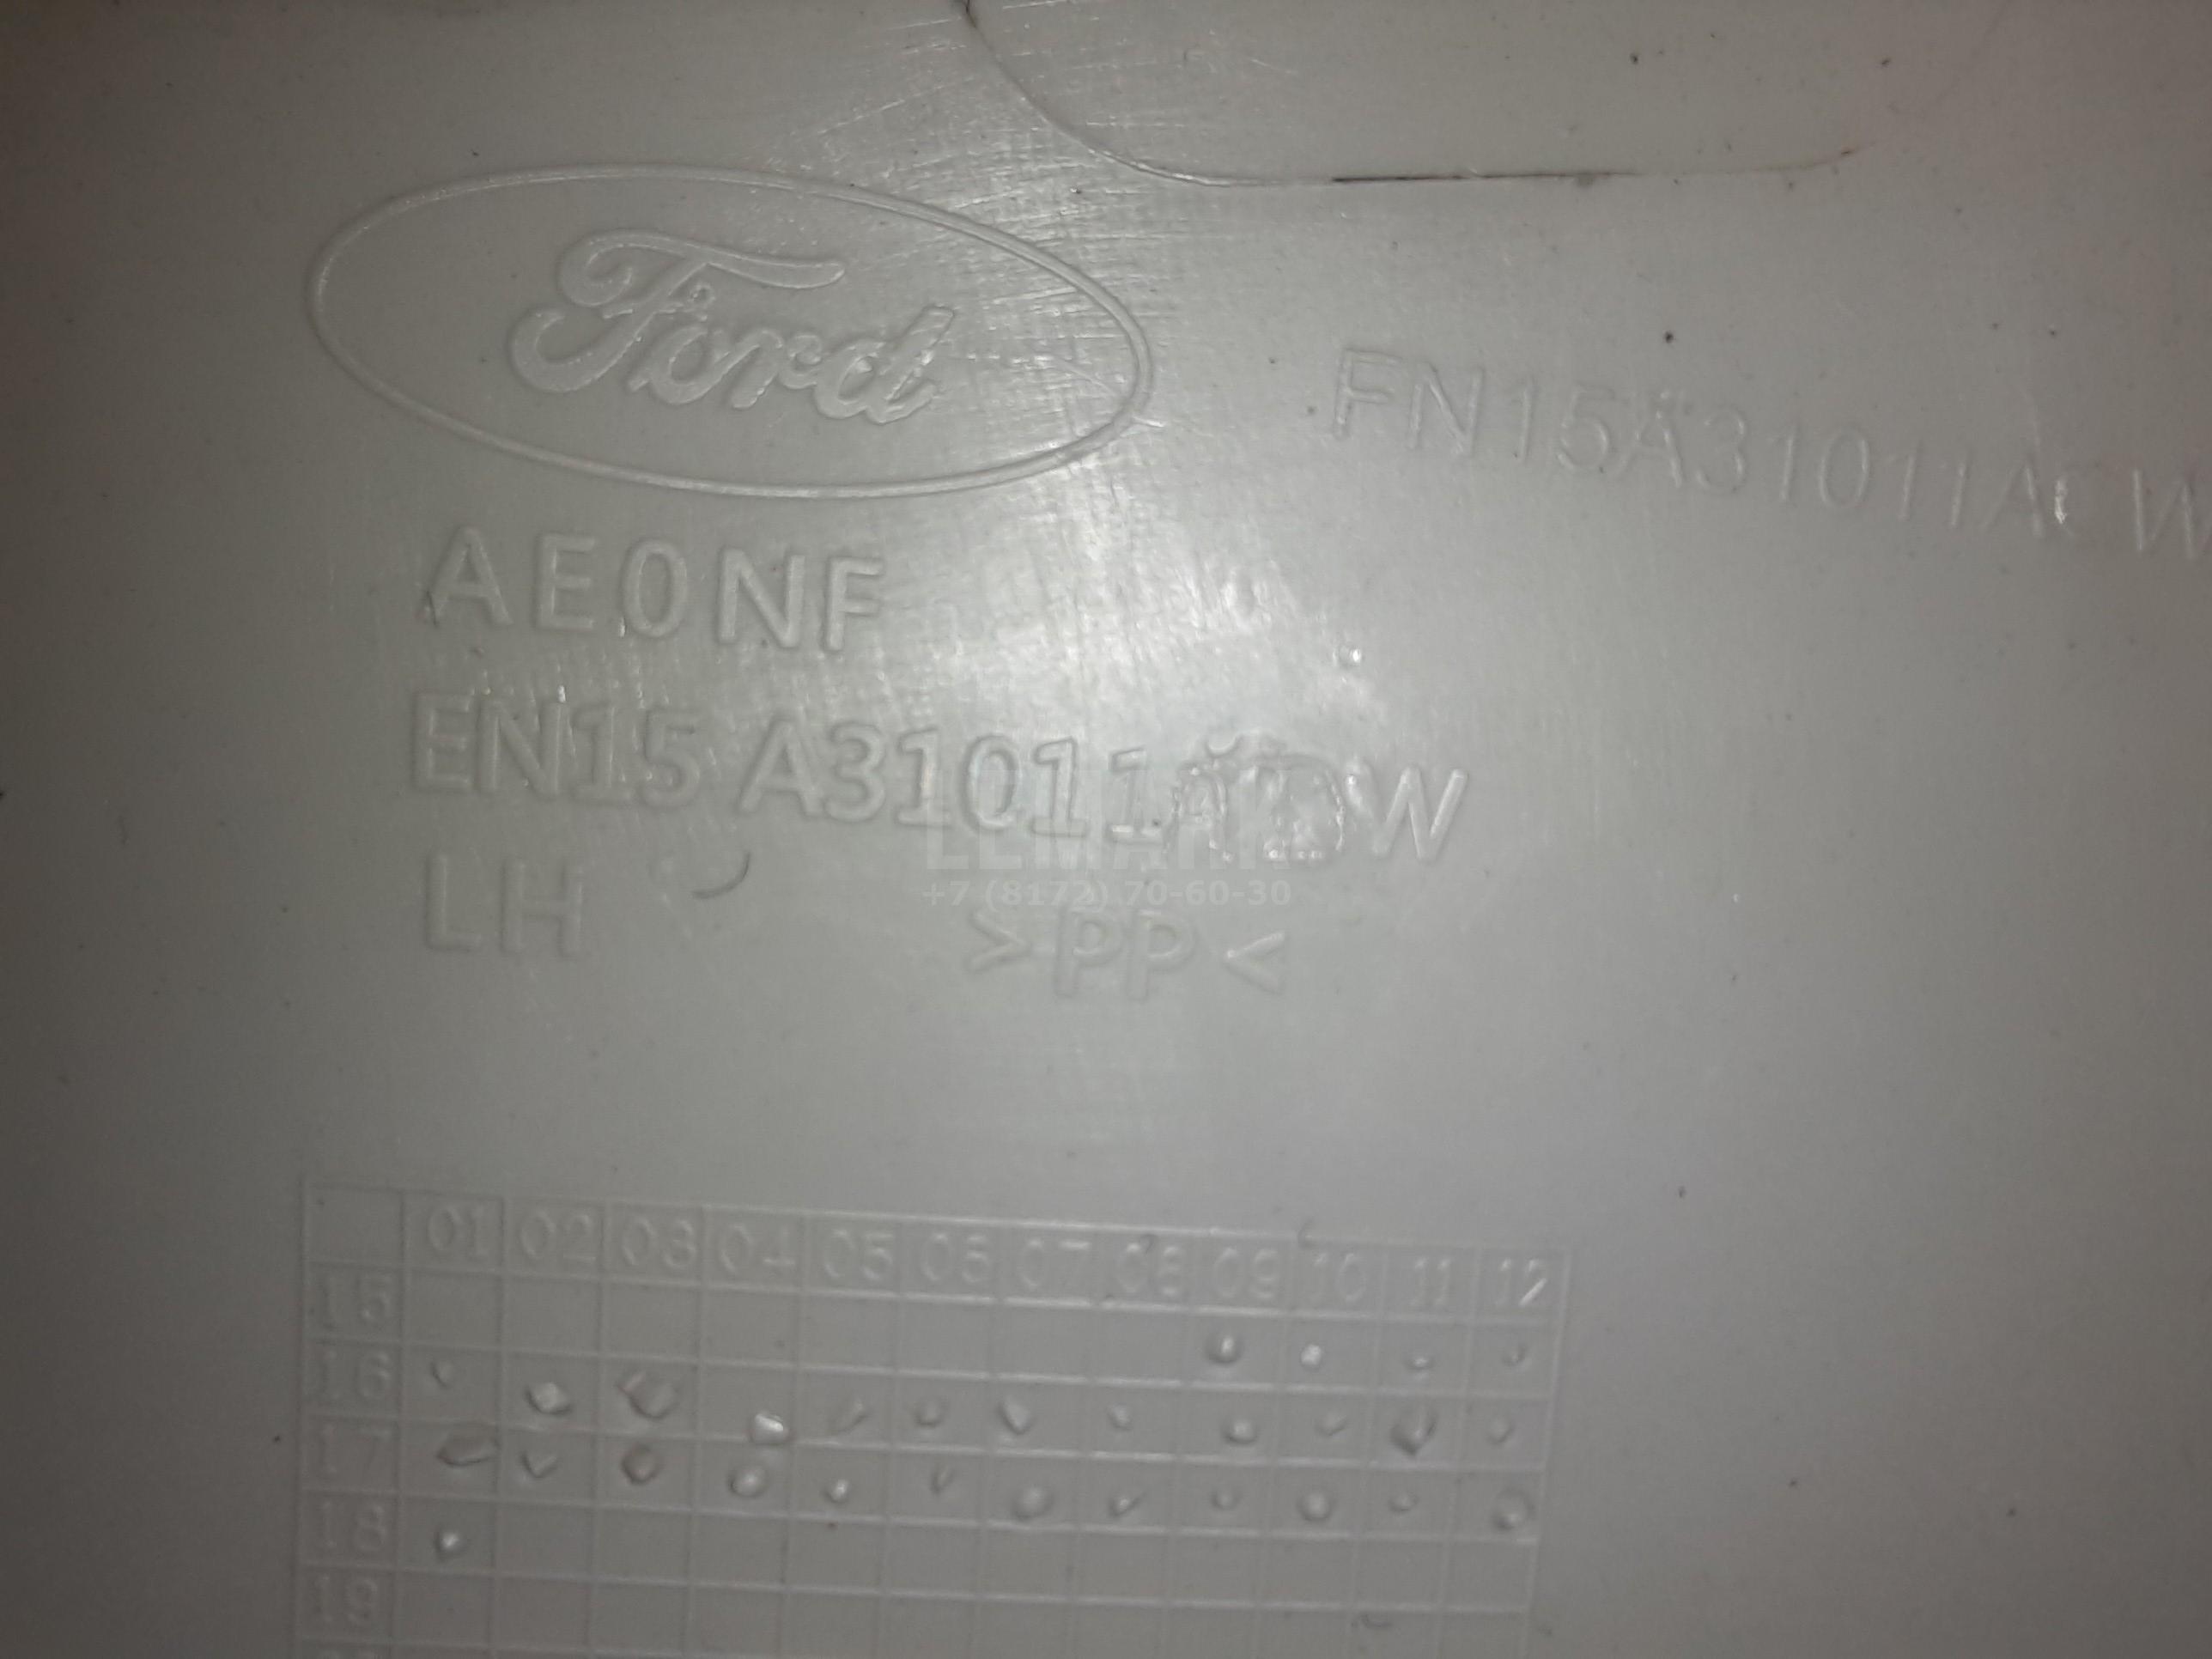 Ford
FN15A31011ACW
AE0NF
EN15 A31011 W
LEMARK
+7 (8172) 70-60-30
LH >PP<
01 02 03 04 05 06 07 08 09 10 11 12
15
16
17
18
19